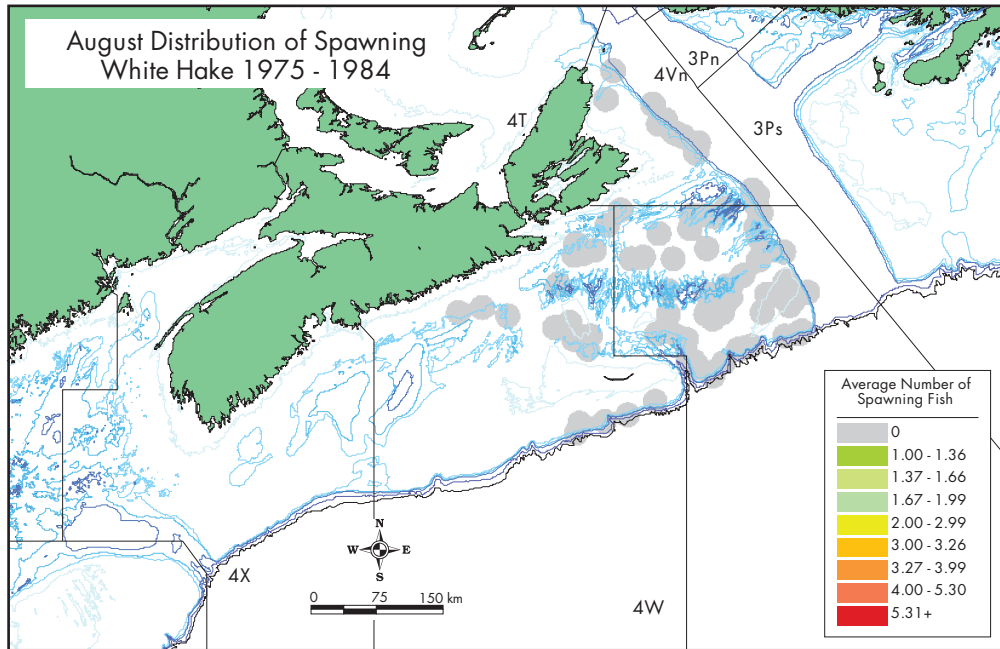 August Distribution of Spawning
White Hake 1975 - 1984
3Pn
4Vn
3Ps
4T
Average Number of
Spawning Fish
0
1.00 - 1.36
1.37 - 1.66
1.67 - 1.99
2.00 - 2.99
3.00 - 3.26
3.27 - 3.99
4.00 - 5.30
5.31+
N
W E
S
4X
0 75 150 km
4W